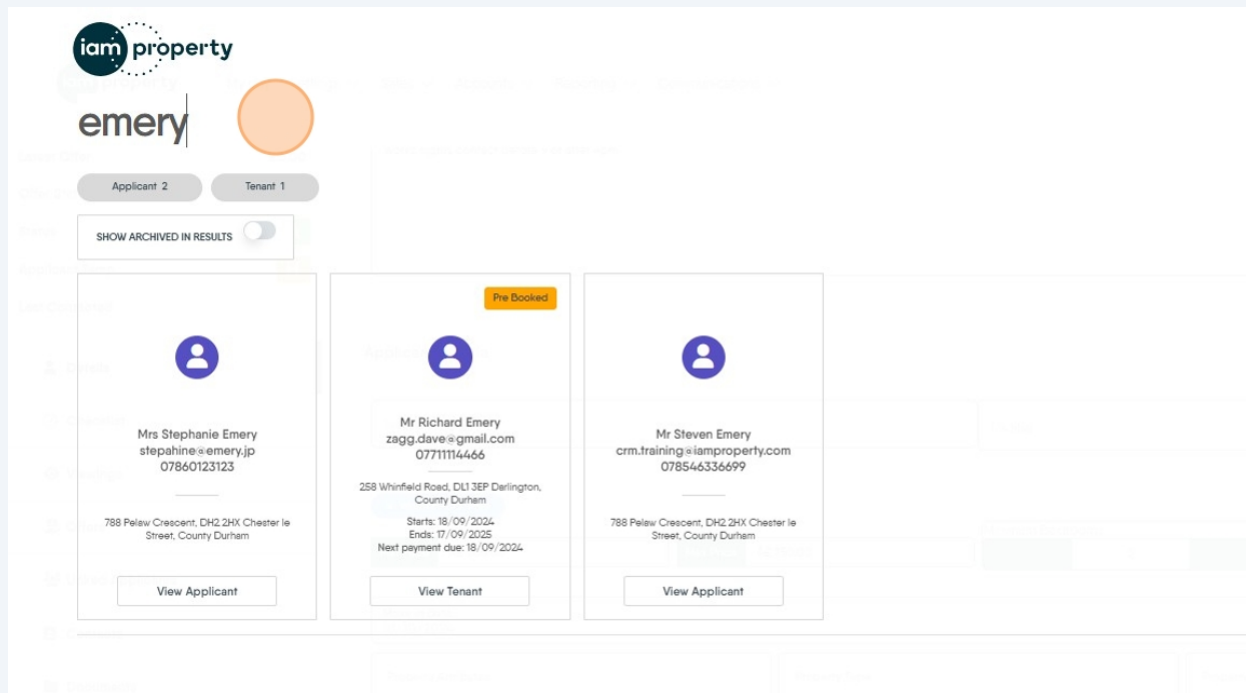 iam property
emery
Applicant 2
Tenant 1
SHOW ARCHIVED IN RESULTS
Mrs Stephanie Emery
stepahine@emery.jp
07860123123
788 Pelaw Crescent, DH2 2HX Chester le
Street, County Durham
View Applicant
Pre Booked
Mr Richard Emery
zagg.dave@gmail.com
07711114466
258 Whinfield Road, DL1 3EP Darlington,
County Durham
Starts: 18/09/2024
Ends: 17/09/2025
Next payment due: 18/09/2024
View Tenant
Mr Steven Emery
crm.training@iamproperty.com
078546336699
788 Pelaw Crescent, DH2 2HX Chester le
Street, County Durham
View Applicant